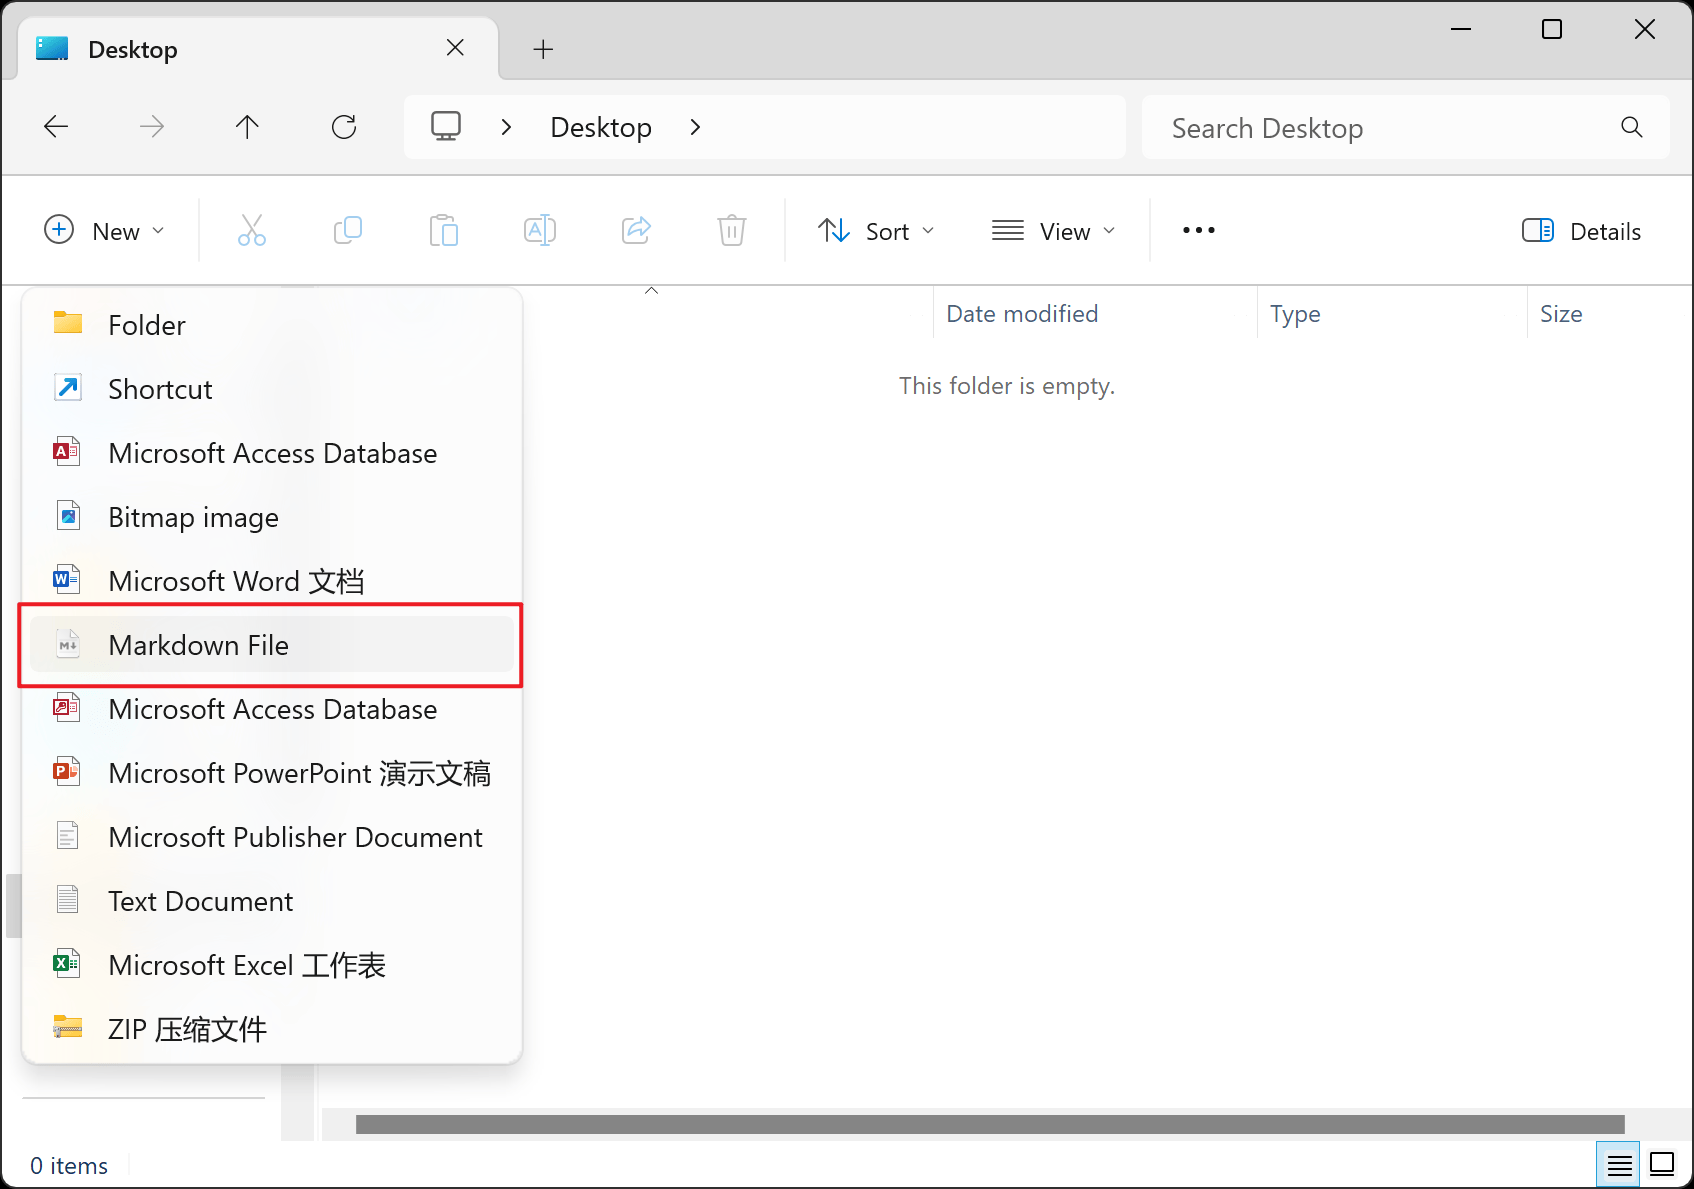 Desktop
Desktop
Search Desktop
New
Sort
View
Details
Date modified
Type
Size
This folder is empty.
Folder
Shortcut
Microsoft Access Database
Bitmap image
Microsoft Word 文档
Markdown File
Microsoft Access Database
Microsoft PowerPoint 演示文稿
Microsoft Publisher Document
Text Document
Microsoft Excel 工作表
ZIP 压缩文件
0 items